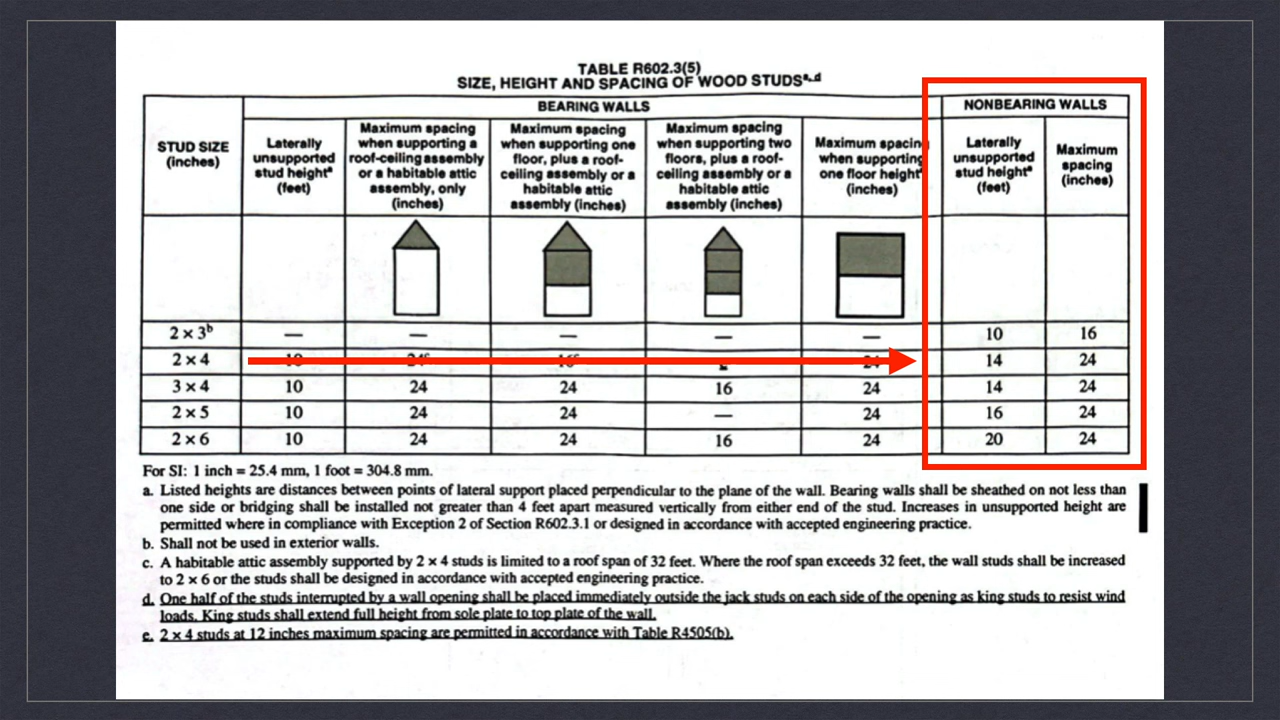 TABLE R602.3(5)
SIZE, HEIGHT AND SPACING OF WOOD STUDSa,d
BEARING WALLS
NONBEARING WALLS
STUD SIZE
(inches)
Laterally
unsupported
stud heighta
(feet)
Maximum spacing
when supporting a
roof-ceiling assembly
or a habitable attic
assembly, only
(inches)
Maximum spacing
when supporting one
floor, plus a roof-
ceiling assembly or a
habitable attic
assembly (inches)
Maximum spacing
when supporting two
floors, plus a roof-
ceiling assembly or a
habitable attic
assembly (inches)
Maximum spacing
when supporting
one floor heighta
(inches)
Laterally
unsupported
stud heighta
(feet)
Maximum
spacing
(inches)
2 × 3b — — — — — 10 16
2 × 4 14 24
3 × 4 10 24 24 16 24 14 24
2 × 5 10 24 24 — 24 16 24
2 × 6 10 24 24 16 24 20 24
For SI: 1 inch = 25.4 mm, 1 foot = 304.8 mm.
a. Listed heights are distances between points of lateral support placed perpendicular to the plane of the wall. Bearing walls shall be sheathed on not less than
one side or bridging shall be installed not greater than 4 feet apart measured vertically from either end of the stud. Increases in unsupported height are
permitted where in compliance with Exception 2 of Section R602.3.1 or designed in accordance with accepted engineering practice.
b. Shall not be used in exterior walls.
c. A habitable attic assembly supported by 2 × 4 studs is limited to a roof span of 32 feet. Where the roof span exceeds 32 feet, the wall studs shall be increased
to 2 × 6 or the studs shall be designed in accordance with accepted engineering practice.
d. One half of the studs interrupted by a wall opening shall be placed immediately outside the jack studs on each side of the opening as king studs to resist wind
loads. King studs shall extend full height from sole plate to top plate of the wall.
e. 2 × 4 studs at 12 inches maximum spacing are permitted in accordance with Table R4505(b).